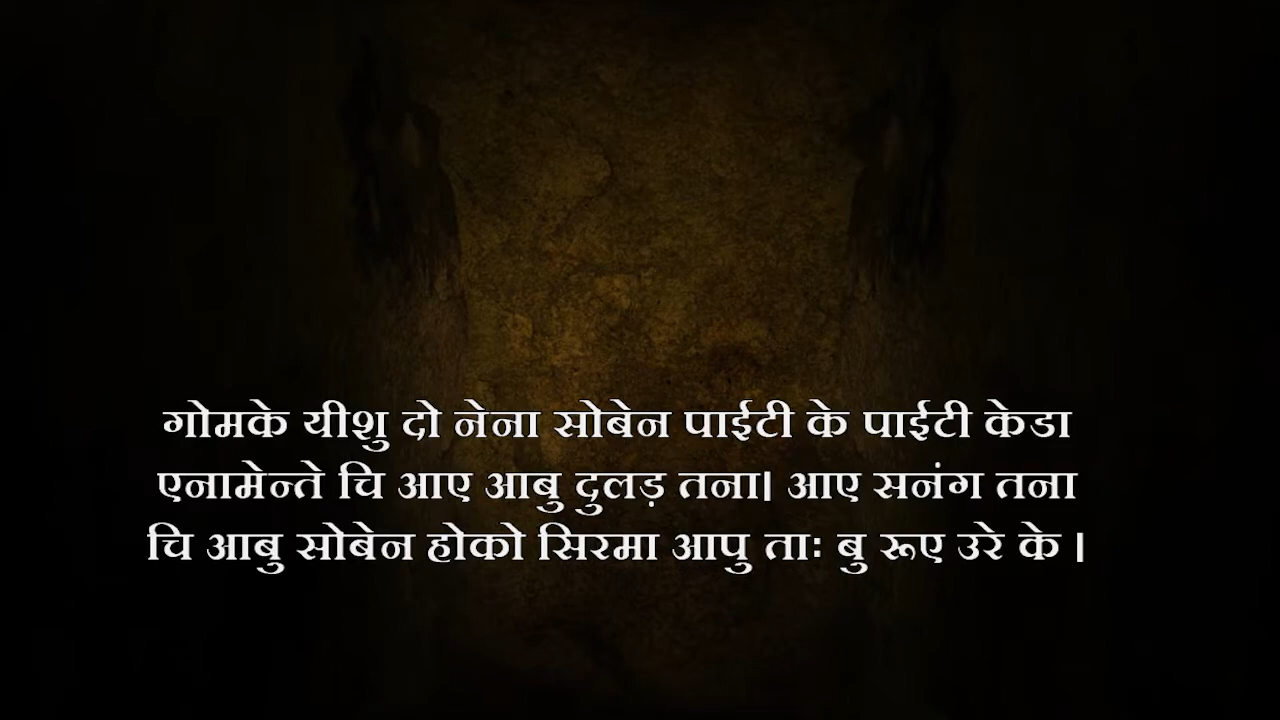 गोमके यीशु दो नेना सोबेन पाईटी के पाईटी केडा
एनामेन्ते चि आए आबु दुलड़ तना। आए सनंग तना
चि आबु सोबेन होको सिरमा आपु ताः बु रूए उरे के ।